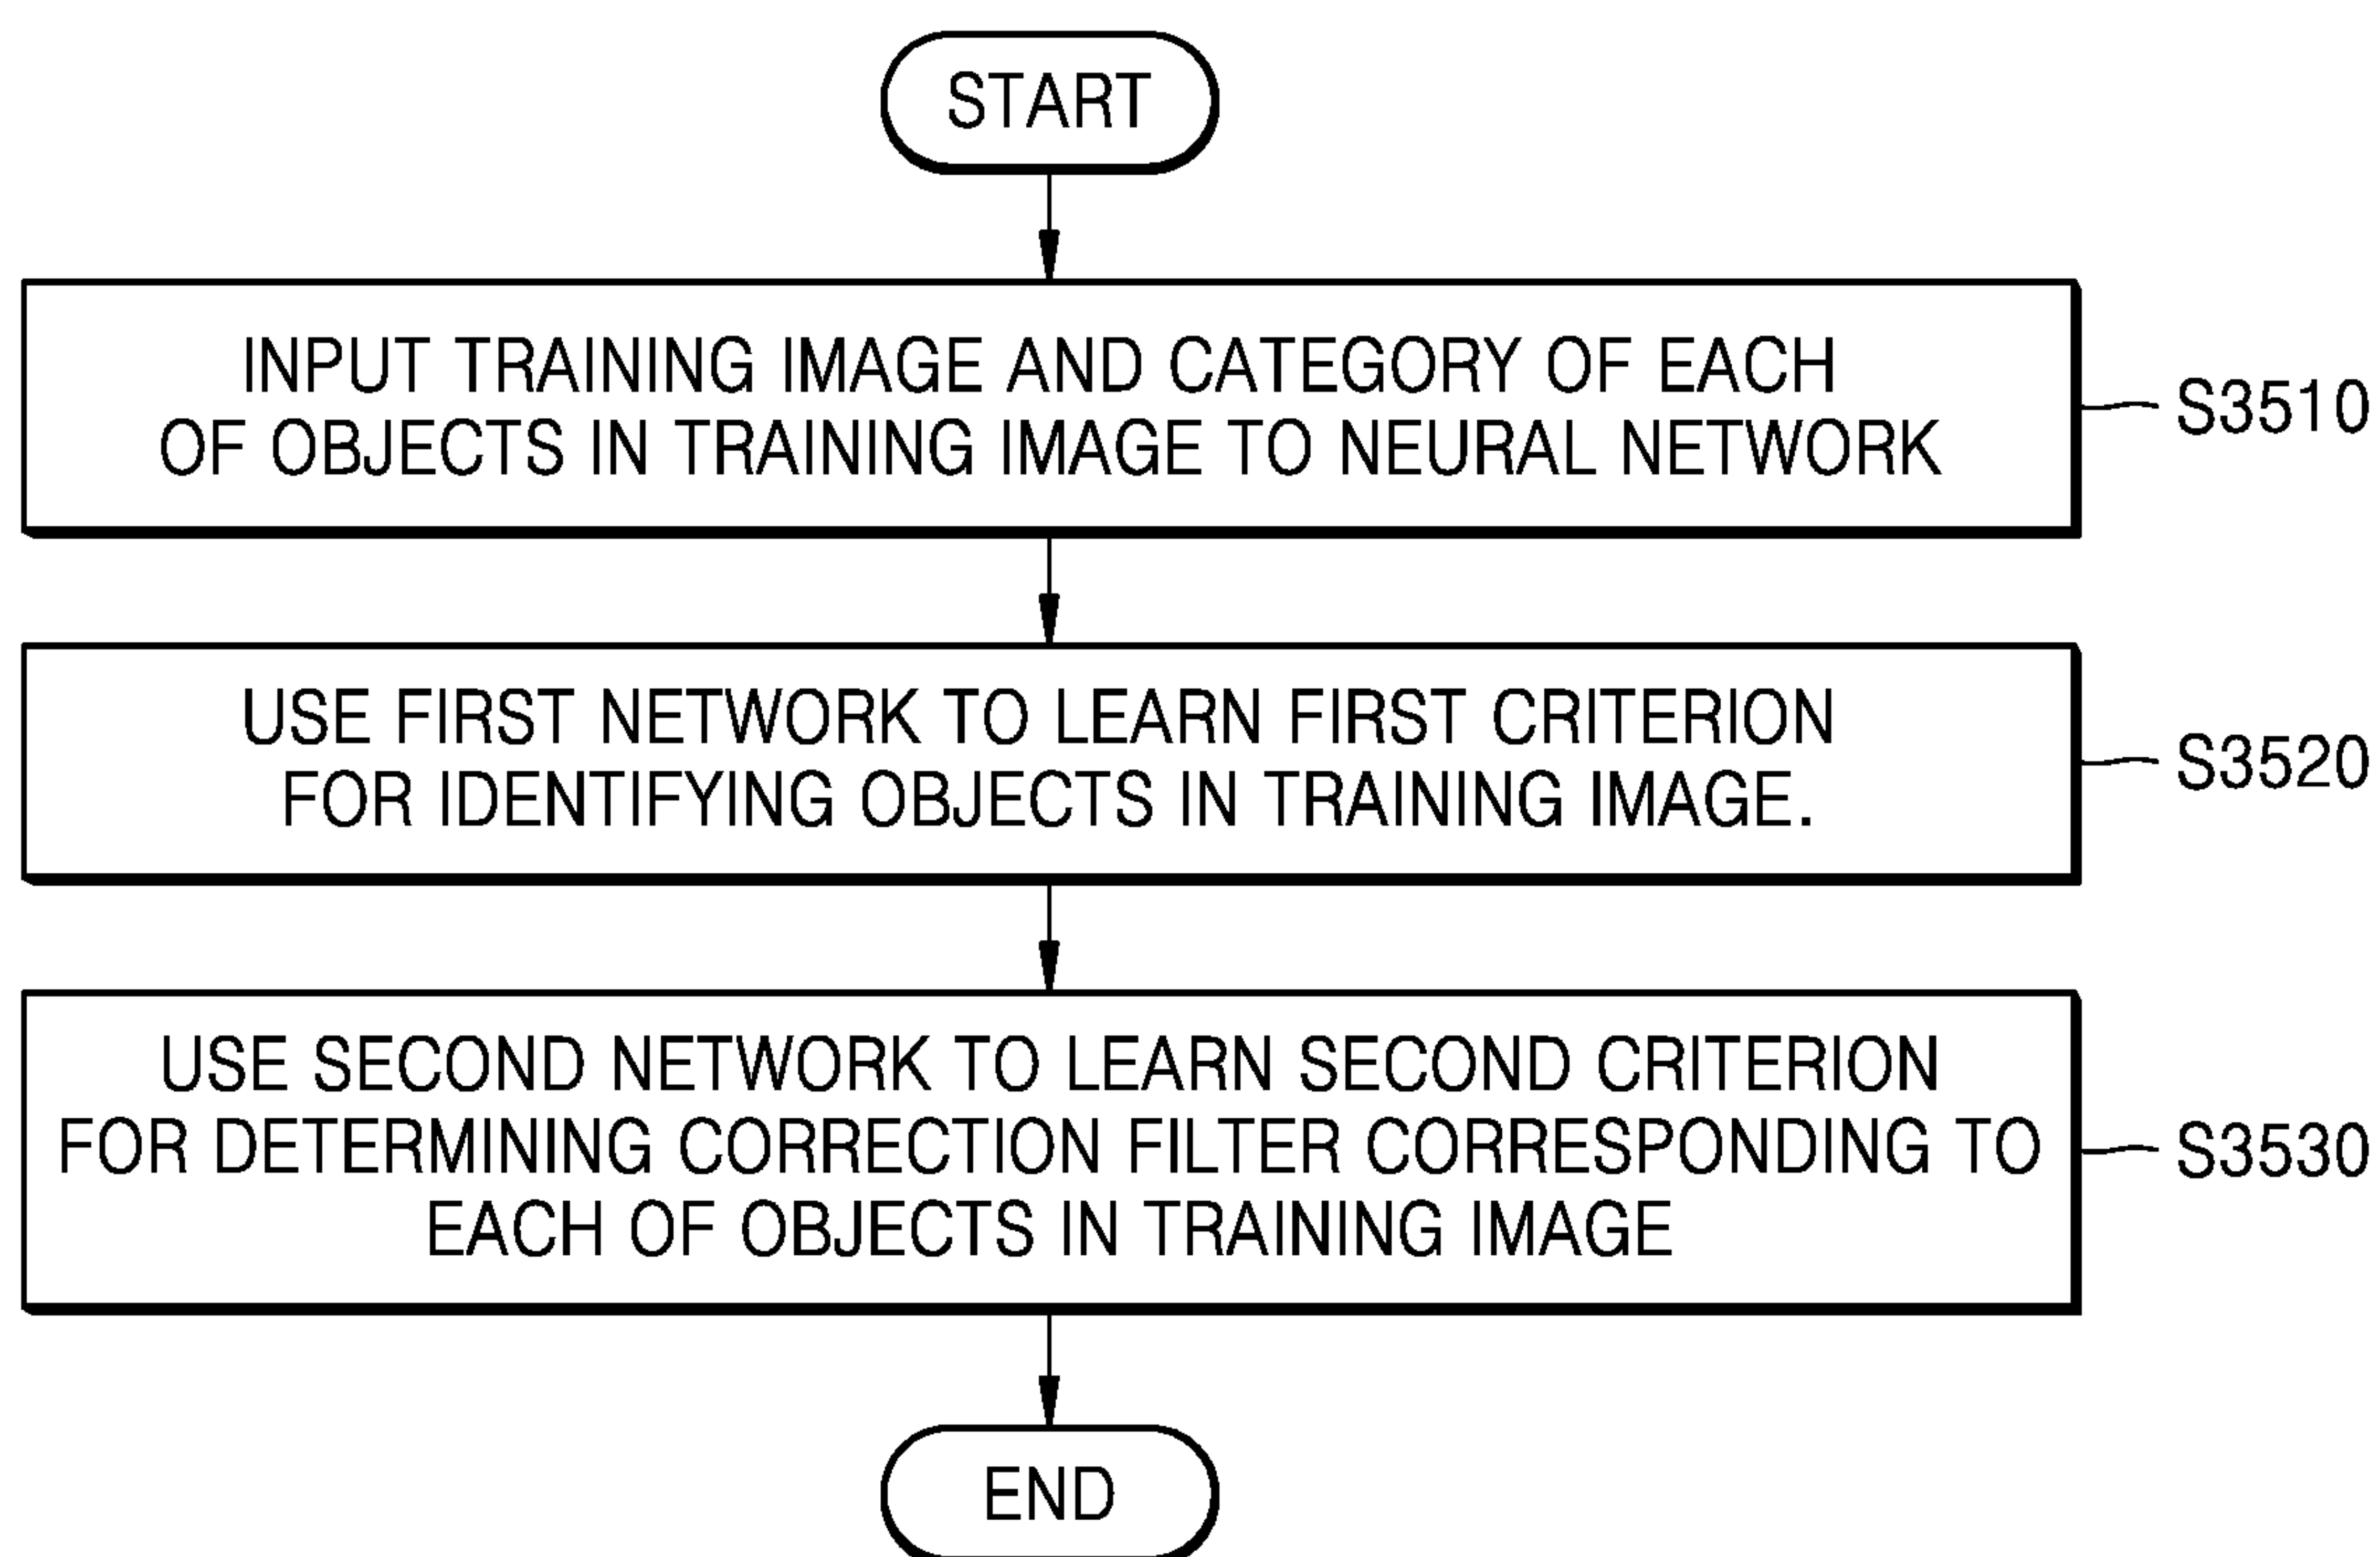 START
INPUT TRAINING IMAGE AND CATEGORY OF EACH
OF OBJECTS IN TRAINING IMAGE TO NEURAL NETWORK
S3510
USE FIRST NETWORK TO LEARN FIRST CRITERION
FOR IDENTIFYING OBJECTS IN TRAINING IMAGE.
S3520
USE SECOND NETWORK TO LEARN SECOND CRITERION
FOR DETERMINING CORRECTION FILTER CORRESPONDING TO
EACH OF OBJECTS IN TRAINING IMAGE
S3530
END